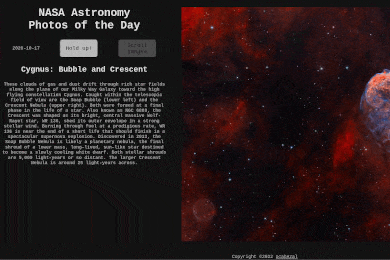 NASA Astronomy
Photos of the Day
Hold up!
Cygnus: Bubble and Crescent
These clouds of gas and dust drift through rich star fields
along the plane of our Milky Way Galaxy toward the high
flying constellation Cygnus. Caught within the telescopic
field of view are the Soap Bubble (lower left) and the
Crescent Nebula (upper right). Both were formed at a final
phase in the life of a star. Also known as NGC 6888, the
Crescent was shaped as its bright, central massive Wolf-
Rayet star, WR 136, shed its outer envelope in a strong
stellar wind. Burning through fuel at a prodigious rate, WR
136 is near the end of a short life that should finish in a
spectacular supernova explosion. Discovered in 2013, the
Soap Bubble Nebula is likely a planetary nebula, the final
shroud of a lower mass, long-lived, sun-like star destined
to become a slowly cooling white dwarf. Both stellar shrouds
are 5,000 light-years or so distant. The larger Crescent
Nebula is around 25 light-years across.
Copyright ©2022